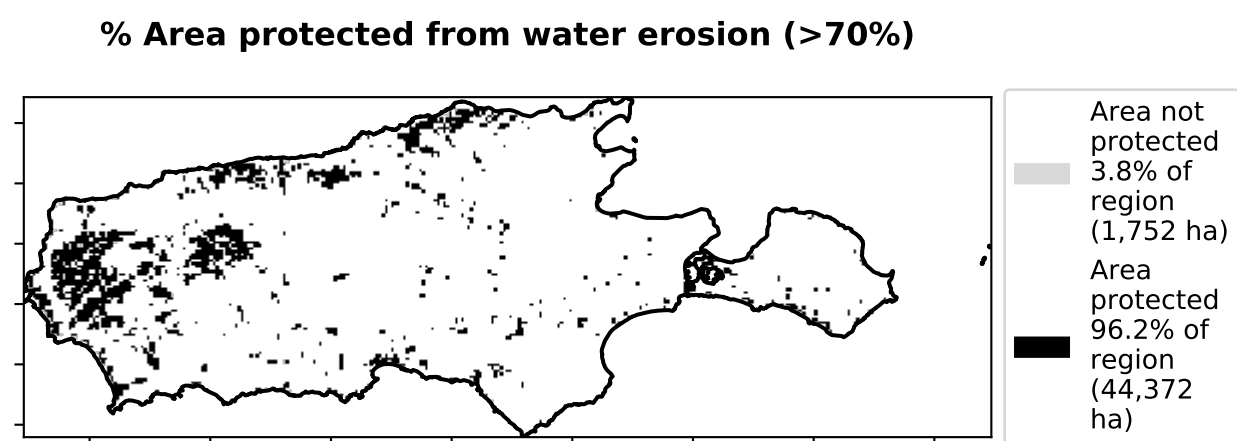 % Area protected from water erosion (>70%)
Area not
protected
3.8% of
region
(1,752 ha)
Area
protected
96.2% of
region
(44,372
ha)